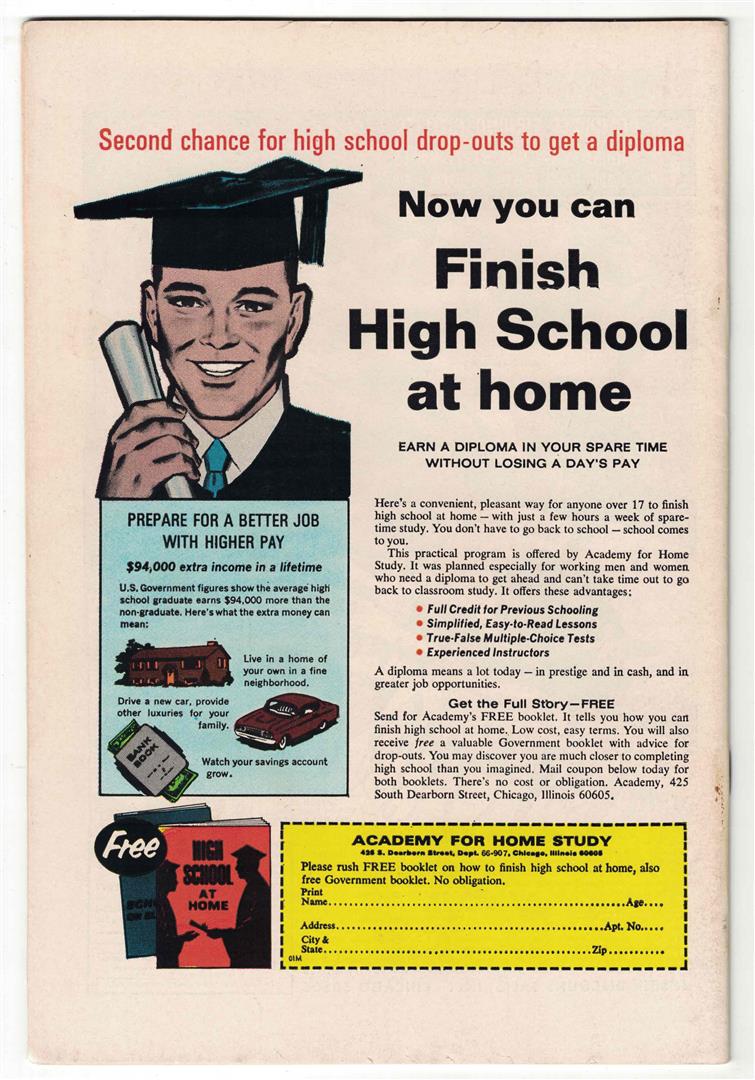 Second chance for high school drop-outs to get a diploma
Now you can
Finish
High School
at home
EARN A DIPLOMA IN YOUR SPARE TIME
WITHOUT LOSING A DAY'S PAY
Here's a convenient, pleasant way for anyone over 17 to finish
high school at home — with just a few hours a week of spare-
time study. You don't have to go back to school — school comes
to you.
This practical program is offered by Academy for Home
Study. It was planned especially for working men and women
who need a diploma to get ahead and can't take time out to go
back to classroom study. It offers these advantages:
• Full Credit for Previous Schooling
• Simplified, Easy-to-Read Lessons
• True-False Multiple-Choice Tests
• Experienced Instructors
A diploma means a lot today — in prestige and in cash, and in
greater job opportunities.
Get the Full Story—FREE
Send for Academy's FREE booklet. It tells you how you can
finish high school at home. Low cost, easy terms. You will also
receive free a valuable Government booklet with advice for
drop-outs. You may discover you are much closer to completing
high school than you imagined. Mail coupon below today for
both booklets. There's no cost or obligation. Academy, 425
South Dearborn Street, Chicago, Illinois 60605.
PREPARE FOR A BETTER JOB
WITH HIGHER PAY
$94,000 extra income in a lifetime
U.S. Government figures show the average high
school graduate earns $94,000 more than the
non-graduate. Here's what the extra money can
mean:
Live in a home of
your own in a fine
neighborhood.
Drive a new car, provide
other luxuries for your
family.
BANK
BOOK
Watch your savings account
grow.
Free
HIGH
SCHOOL
AT
HOME
ACADEMY FOR HOME STUDY
425 S. Dearborn Street, Dept. 66-907, Chicago, Illinois 60605
Please rush FREE booklet on how to finish high school at home, also
free Government booklet. No obligation.
Print
Name..........Age....
Address..........Apt. No.....
City &
State..........Zip..........
01M